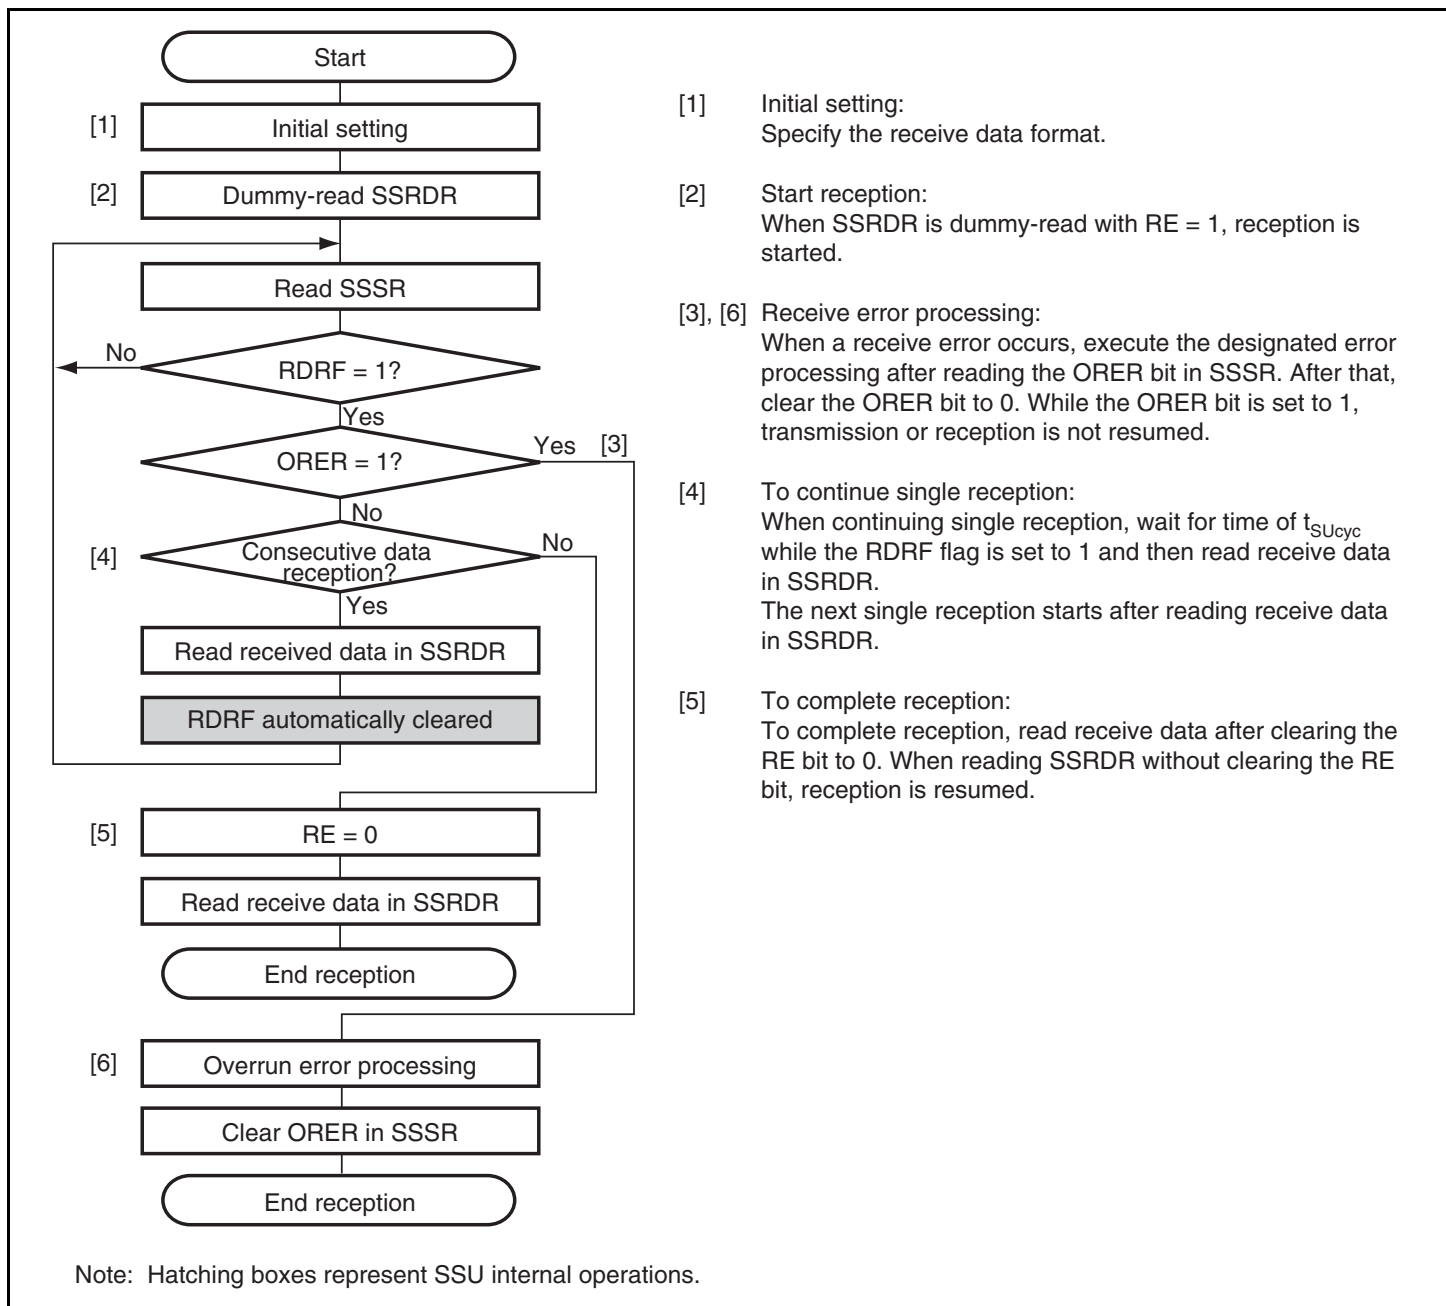 Start
[1]
Initial setting
[2]
Dummy-read SSRDR
Read SSSR
No
RDRF = 1?
Yes
ORER = 1?
Yes
[3]
No
[4]
Consecutive data
reception?
No
Yes
Read received data in SSRDR
RDRF automatically cleared
[5]
RE = 0
Read receive data in SSRDR
End reception
[6]
Overrun error processing
Clear ORER in SSSR
End reception
[1] Initial setting:
Specify the receive data format.
[2] Start reception:
When SSRDR is dummy-read with RE = 1, reception is
started.
[3], [6] Receive error processing:
When a receive error occurs, execute the designated error
processing after reading the ORER bit in SSSR. After that,
clear the ORER bit to 0. While the ORER bit is set to 1,
transmission or reception is not resumed.
[4] To continue single reception:
When continuing single reception, wait for time of tSUcyc
while the RDRF flag is set to 1 and then read receive data
in SSRDR.
The next single reception starts after reading receive data
in SSRDR.
[5] To complete reception:
To complete reception, read receive data after clearing the
RE bit to 0. When reading SSRDR without clearing the RE
bit, reception is resumed.
Note: Hatching boxes represent SSU internal operations.